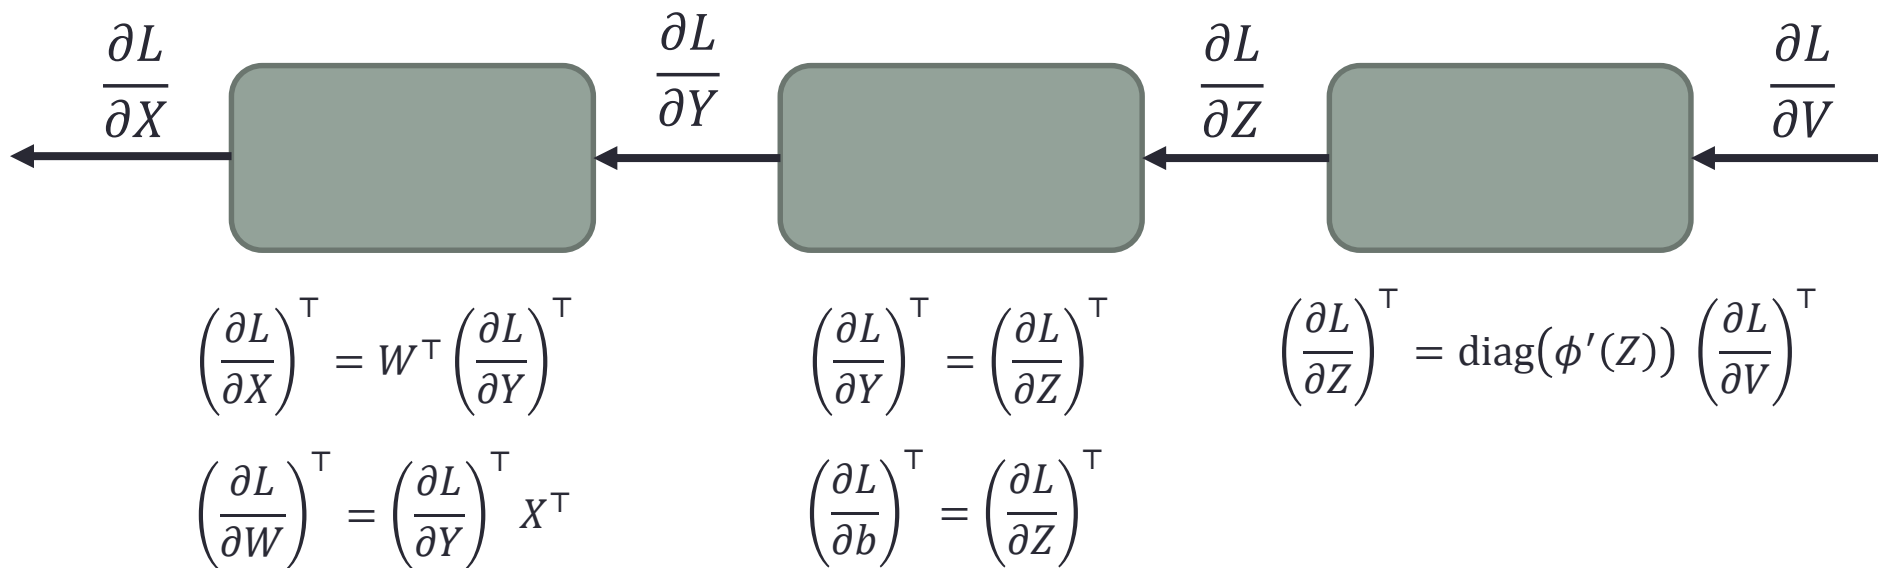 ∂L/∂X
∂L/∂Y
∂L/∂Z
∂L/∂V
(∂L/∂X)⊤ = W⊤ (∂L/∂Y)⊤
(∂L/∂Y)⊤ = (∂L/∂Z)⊤
(∂L/∂Z)⊤ = diag(ϕ′(Z)) (∂L/∂V)⊤
(∂L/∂W)⊤ = (∂L/∂Y)⊤ X⊤
(∂L/∂b)⊤ = (∂L/∂Z)⊤